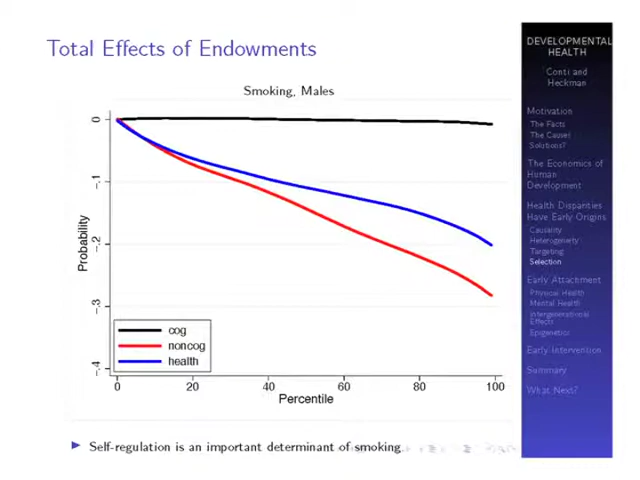 Total Effects of Endowments
Smoking, Males
Probability
0
-.1
-.2
-.3
-.4
cog
noncog
health
0 20 40 60 80 100
Percentile
Self-regulation is an important determinant of smoking
DEVELOPMENTAL
HEALTH
Conti and
Heckman
Motivation
The Facts
The Causes
Solutions?
The Economics of
Human
Development
Health Disparities
Have Early Origins
Causality
Heterogeneity
Targeting
Selection
Early Attachment
Physical Health
Mental Health
Intergenerational
Effects
Epigenetics
Early Intervention
Summary
What Next?